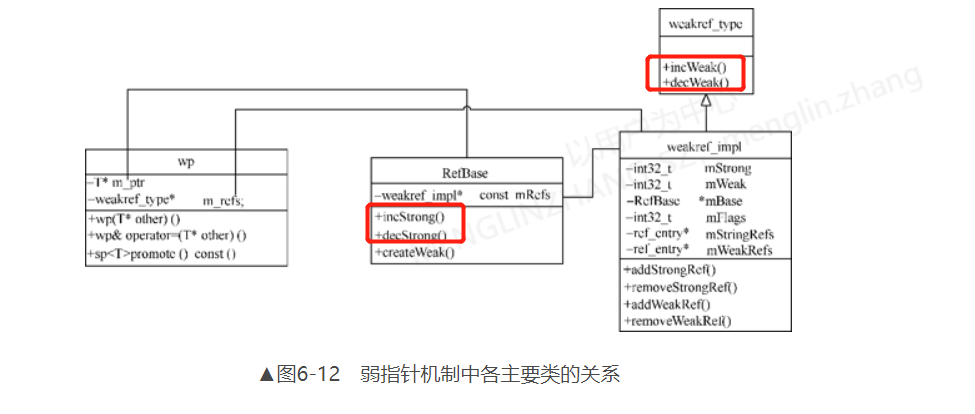 weakref_type
+incWeak()
+decWeak()
wp
-T* m_ptr
-weakref_type* m_refs;
+wp(T* other) ()
+wp& operator=(T* other) ()
+sp<T>promote () const ()
RefBase
-weakref_impl* const mRefs
+incStrong()
+decStrong()
+createWeak()
weakref_impl
-int32_t mStrong
-int32_t mWeak
-RefBase *mBase
-int32_t mFlags
-ref_entry* mStringRefs
-ref_entry* mWeakRefs
+addStrongRef()
+removeStrongRef()
+addWeakRef()
+removeWeakRef()
以用户为中心
menglin.zhang
▲图6-12 弱指针机制中各主要类的关系